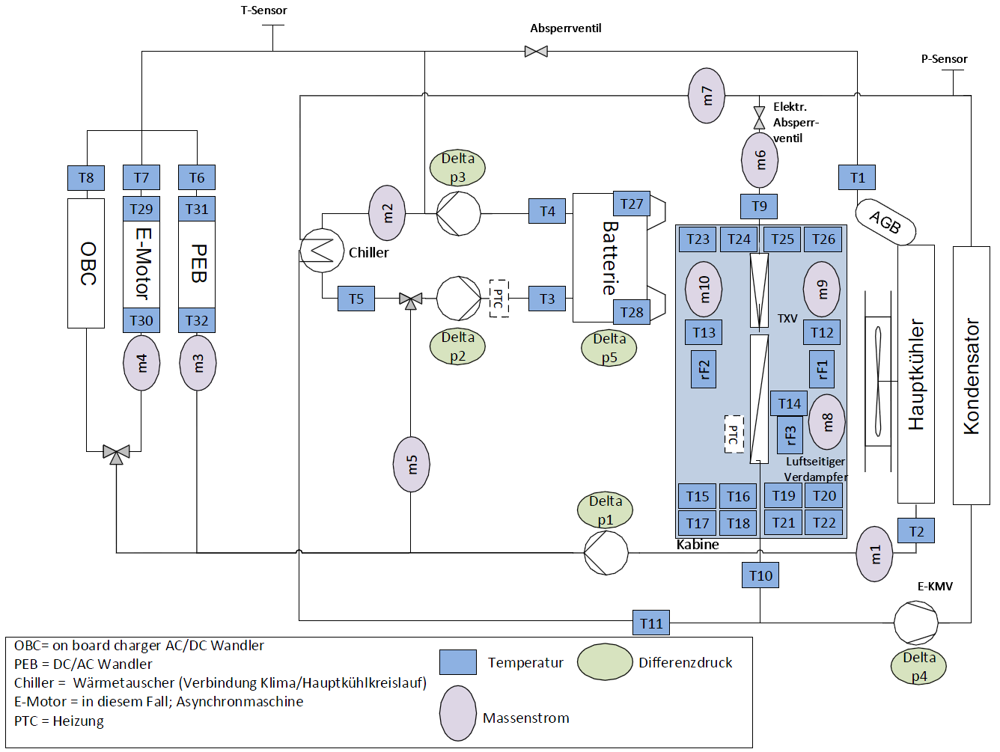 T-Sensor
Absperrventil
P-Sensor
m7
Elektr.
Absperr-
ventil
m6
Delta
p3
T8
T7
T6
T1
m2
T4
T27
T9
T29
T31
AGB
OBC
E-Motor
PEB
Chiller
Batterie
T23
T24
T25
T26
m10
m9
T5
PTC
T3
T28
TXV
T30
T32
Delta
p2
Delta
p5
T13
T12
m4
m3
rF2
rF1
Hauptkühler
Kondensator
T14
PTC
rF3
m8
m5
Luftseitiger
Verdampfer
T15
T16
T19
T20
Delta
p1
T17
T18
T21
T22
T2
Kabine
m1
T10
E-KMV
T11
Delta
p4
OBC= on board charger AC/DC Wandler
PEB = DC/AC Wandler
Chiller = Wärmetauscher (Verbindung Klima/Hauptkühlkreislauf)
E-Motor = in diesem Fall; Asynchronmaschine
PTC = Heizung
Temperatur
Differenzdruck
Massenstrom